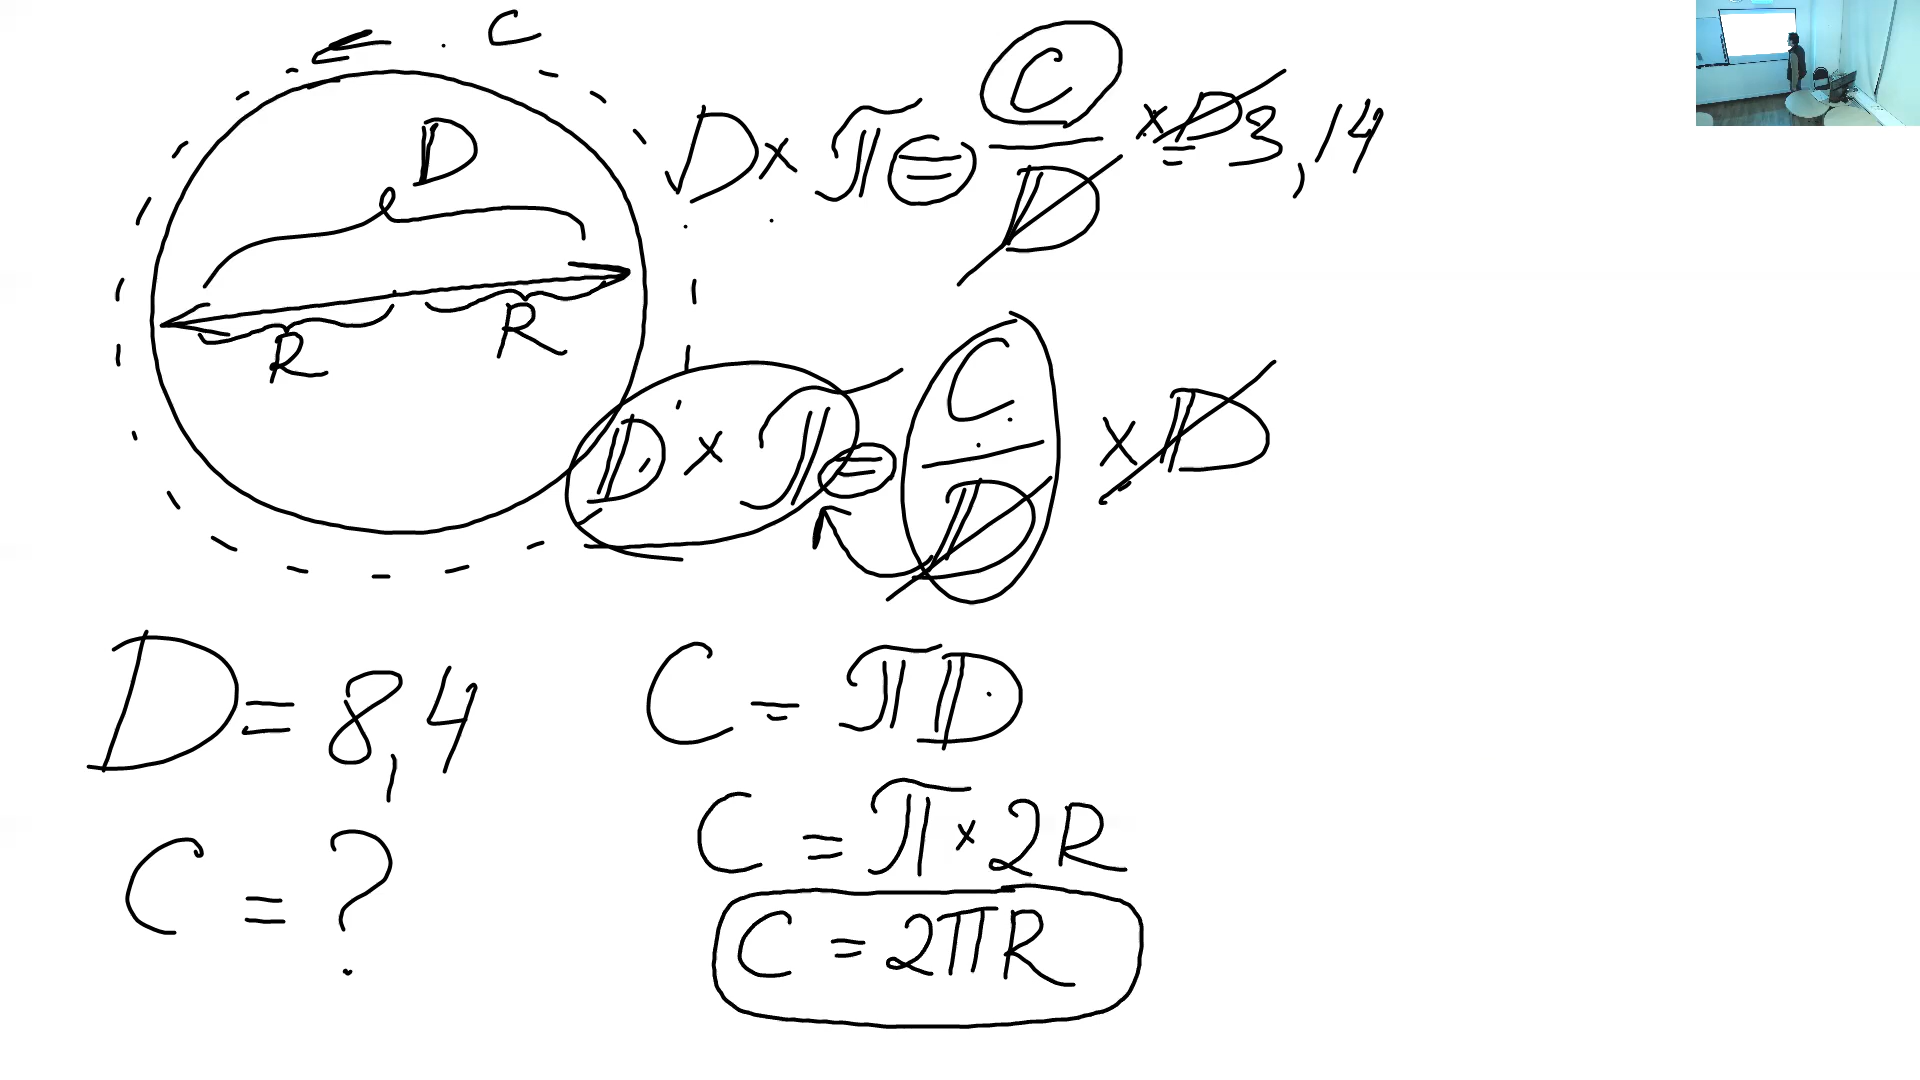 C
D
R
R
D × π = C / D × D = 3,14
D × π = C / D × D
D = 8,4
C = ?
C = πD
C = π × 2R
C = 2πR